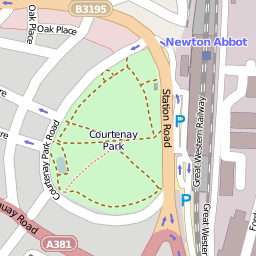 B3195
Oak Place
Oak Place
Newton Abbot
Station Road
P
Great Western Railway
Courtenay
Park
Courtenay Park Road
P
Great Western
quay Road
A381